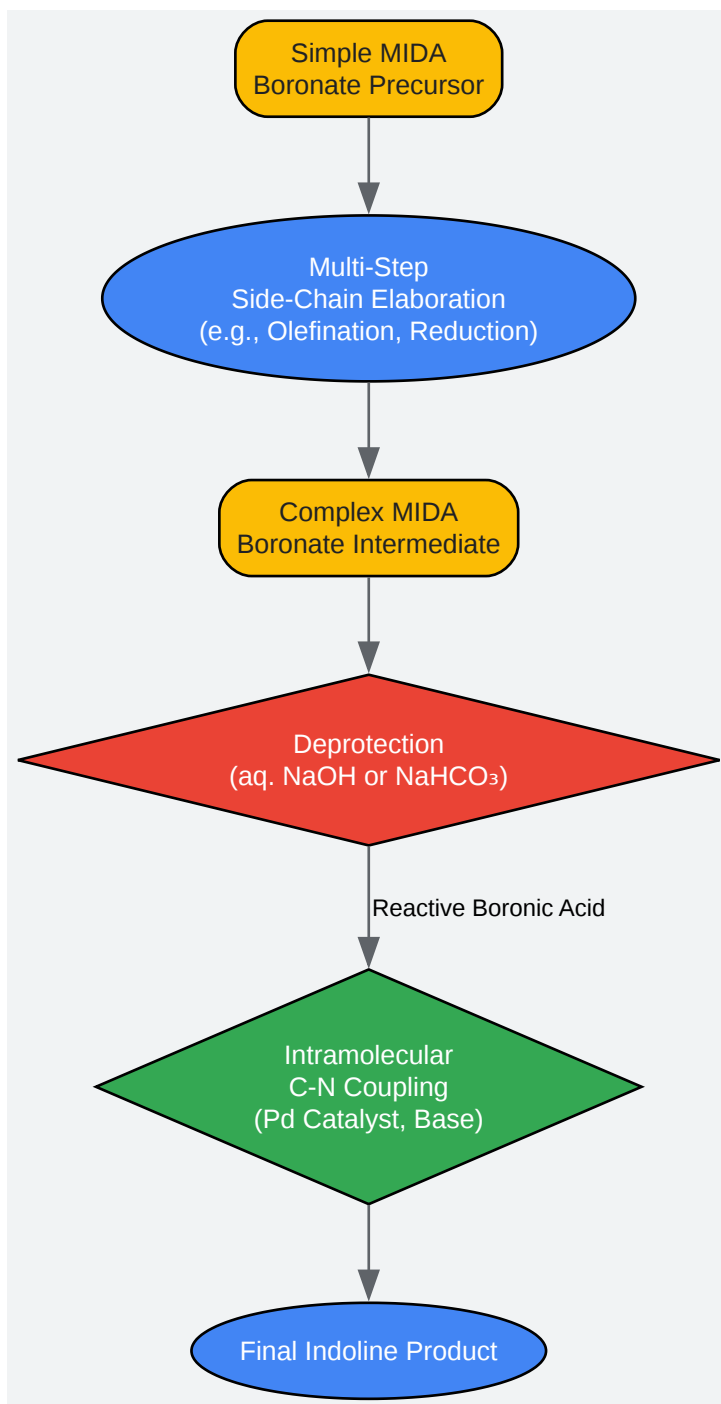 Simple MIDA
Boronate Precursor
Multi-Step
Side-Chain Elaboration
(e.g., Olefination, Reduction)
Complex MIDA
Boronate Intermediate
Deprotection
(aq. NaOH or NaHCO₃)
Reactive Boronic Acid
Intramolecular
C-N Coupling
(Pd Catalyst, Base)
Final Indoline Product